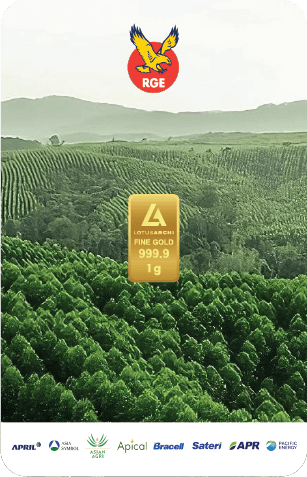 RGE
LOTUS ARCHI
FINE GOLD
999.9
1g
APRIL
ASIA SYMBOL
ASIAN AGRI
Apical
Bracell
Sateri
APR
PACIFIC ENERGY